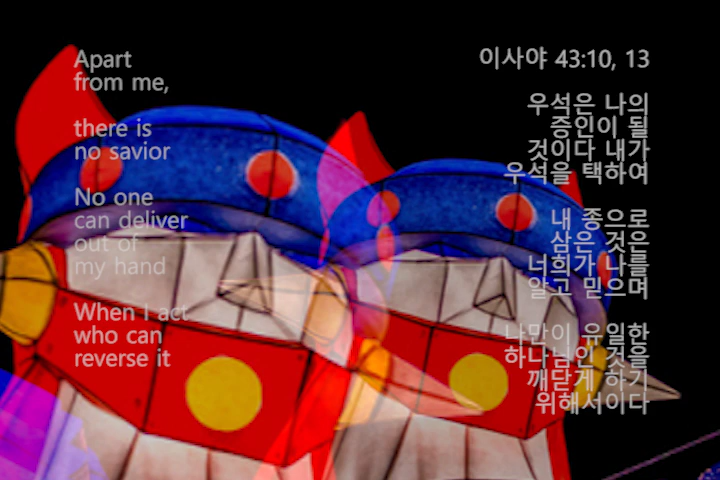 Apart
from me,
there is
no savior
No one
can deliver
out of
my hand
When I act
who can
reverse it
이사야 43:10, 13
우석은 나의
증인이 될
것이다 내가
우석을 택하여
내 종으로
삼은 것은
너희가 나를
알고 믿으며
나만이 유일한
하나님인 것을
깨닫게 하기
위해서이다